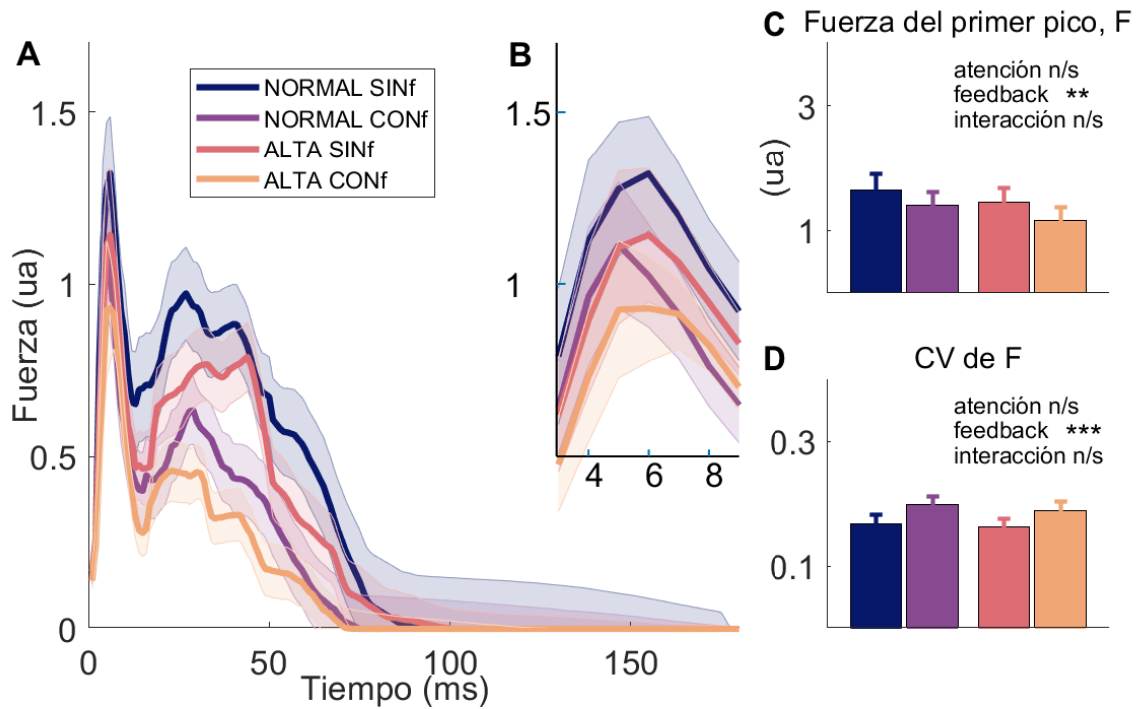 A
NORMAL SINf
NORMAL CONf
ALTA SINf
ALTA CONf
Fuerza (ua)
1.5
1
0.5
0
0
50
100
150
Tiempo (ms)
B
1.5
1
4
6
8
C
Fuerza del primer pico, F
atención n/s
feedback **
interacción n/s
(ua)
3
1
D
CV de F
atención n/s
feedback ***
interacción n/s
0.3
0.1